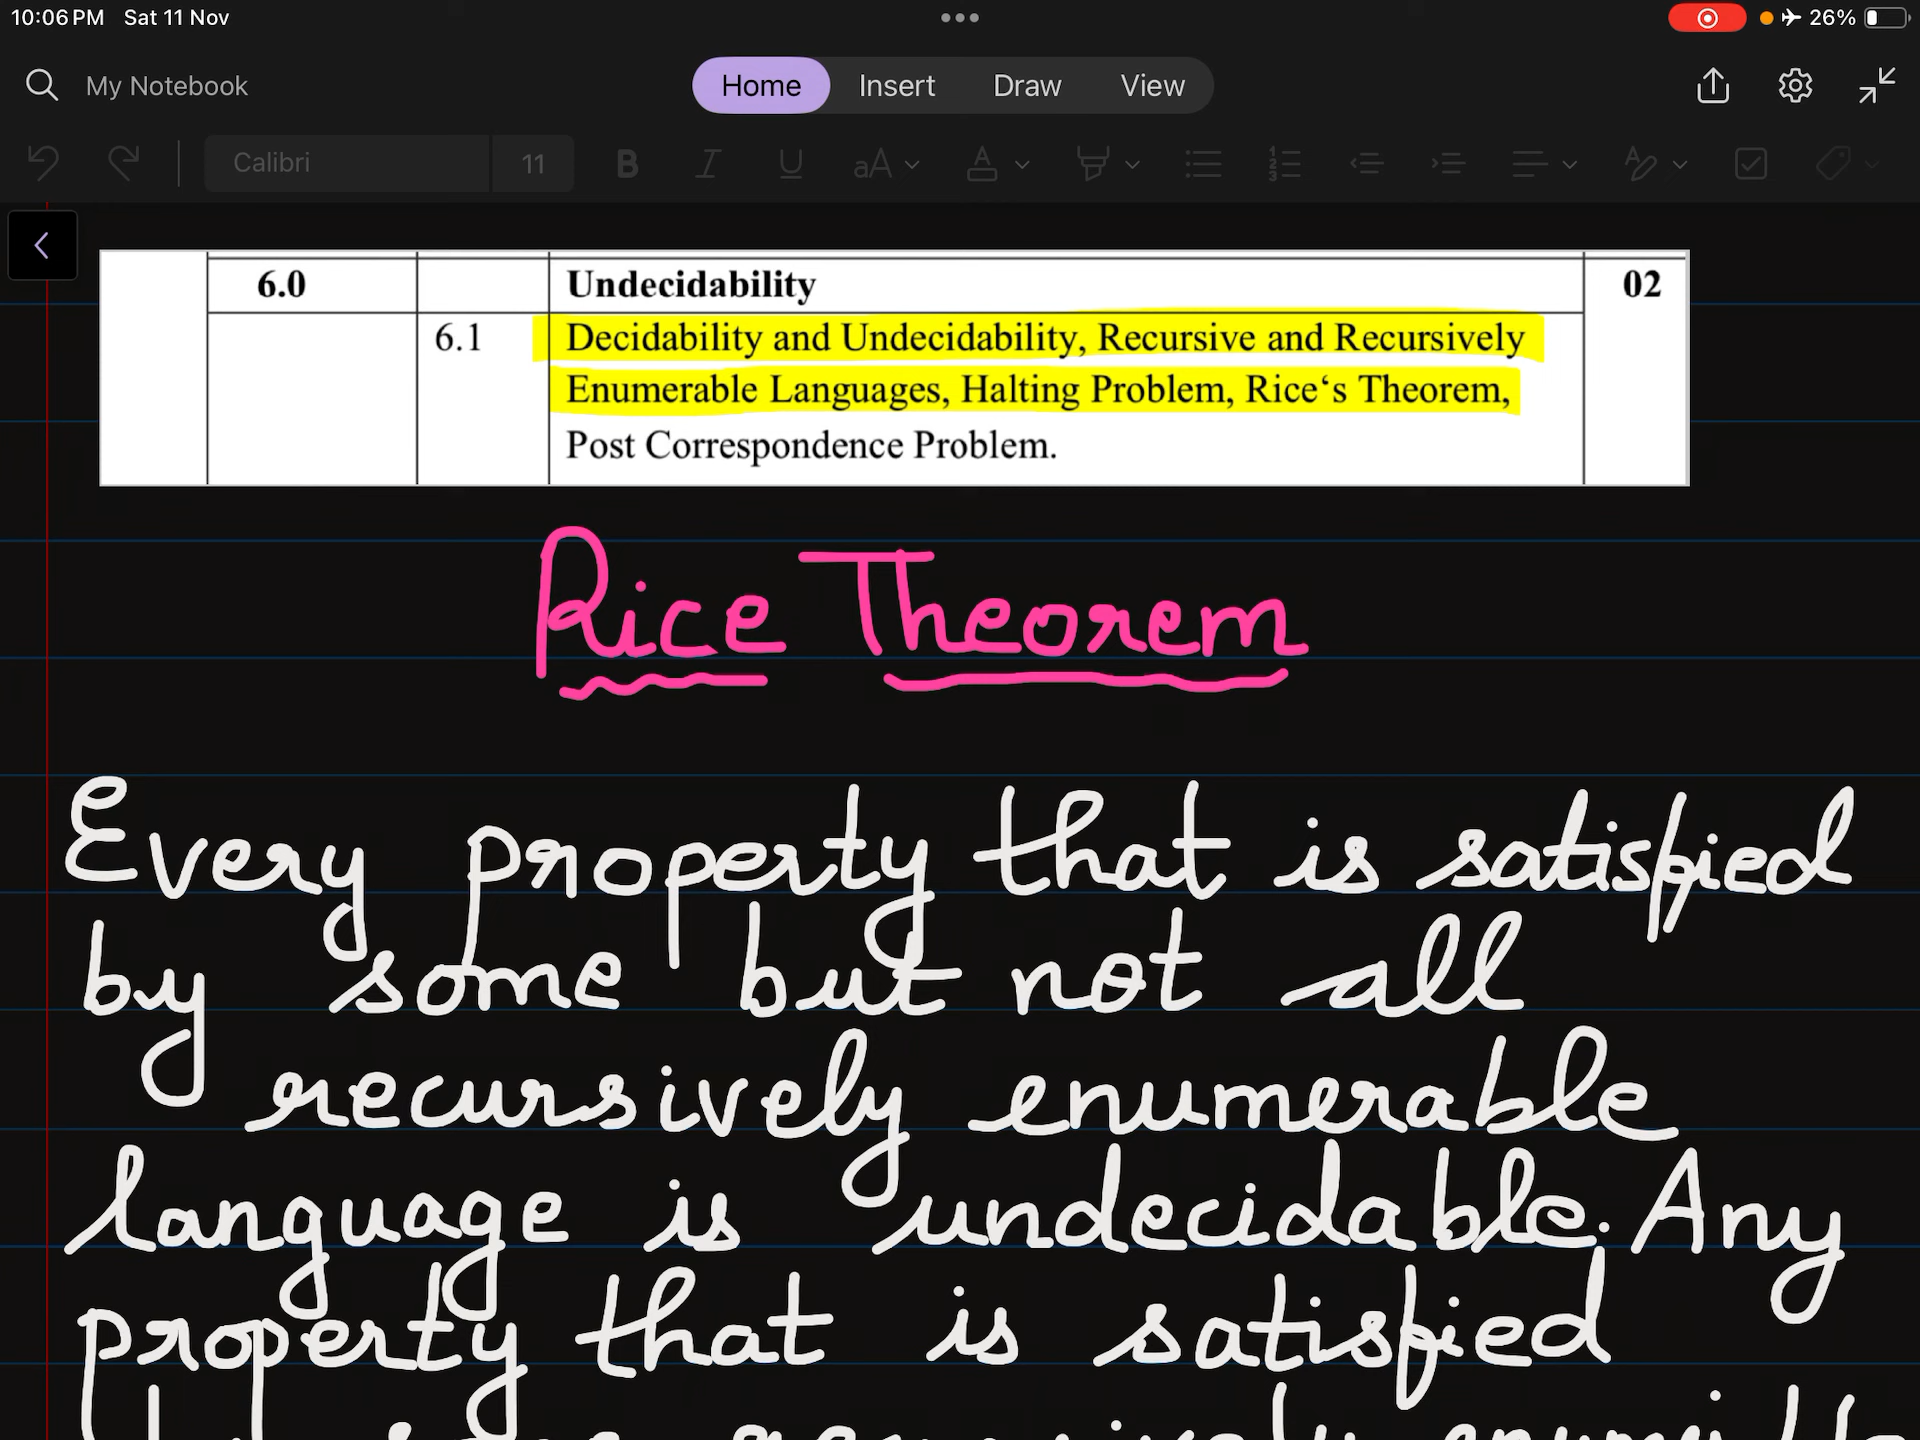 10:06 PM Sat 11 Nov 26%
My Notebook Home Insert Draw View
Calibri 11 B I U aA A
6.0 Undecidability 02
6.1 Decidability and Undecidability, Recursive and Recursively
Enumerable Languages, Halting Problem, Rice‘s Theorem,
Post Correspondence Problem.
Rice Theorem
Every property that is satisfied
by some but not all
recursively enumerable
language is undecidable. Any
property that is satisfied